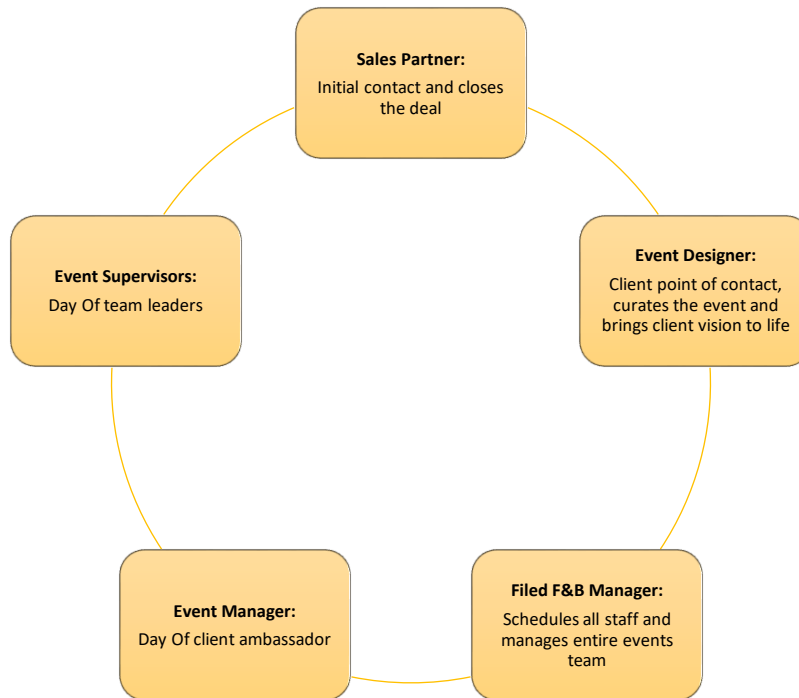 Sales Partner:
Initial contact and closes
the deal
Event Designer:
Client point of contact,
curates the event and
brings client vision to life
Filed F&B Manager:
Schedules all staff and
manages entire events
team
Event Manager:
Day Of client ambassador
Event Supervisors:
Day Of team leaders